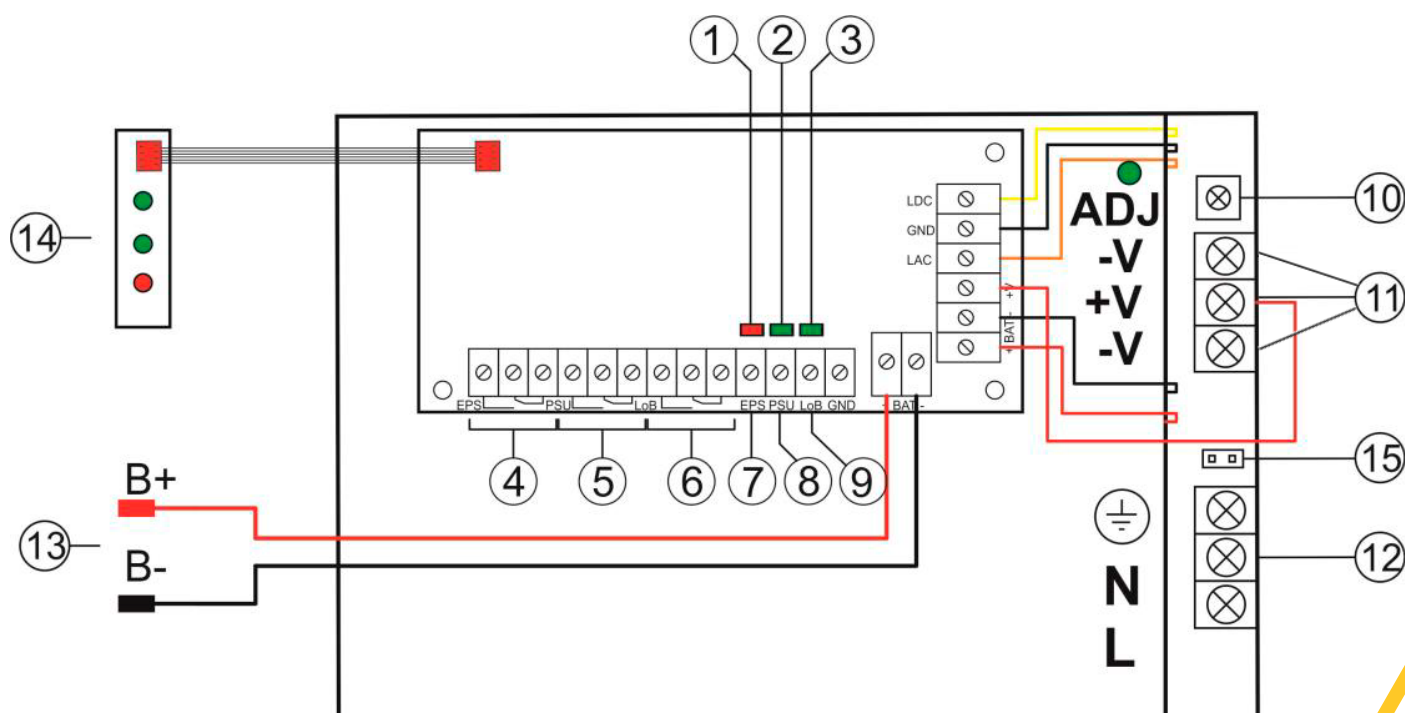 1 2 3
14
LDC
GND
LAC
+V
- BAT +
ADJ
-V
+V
-V
10
11
EPS PSU LoB EPS PSU LoB GND + BAT -
4 5 6 7 8 9
15
12
B+
13
B-
N
L